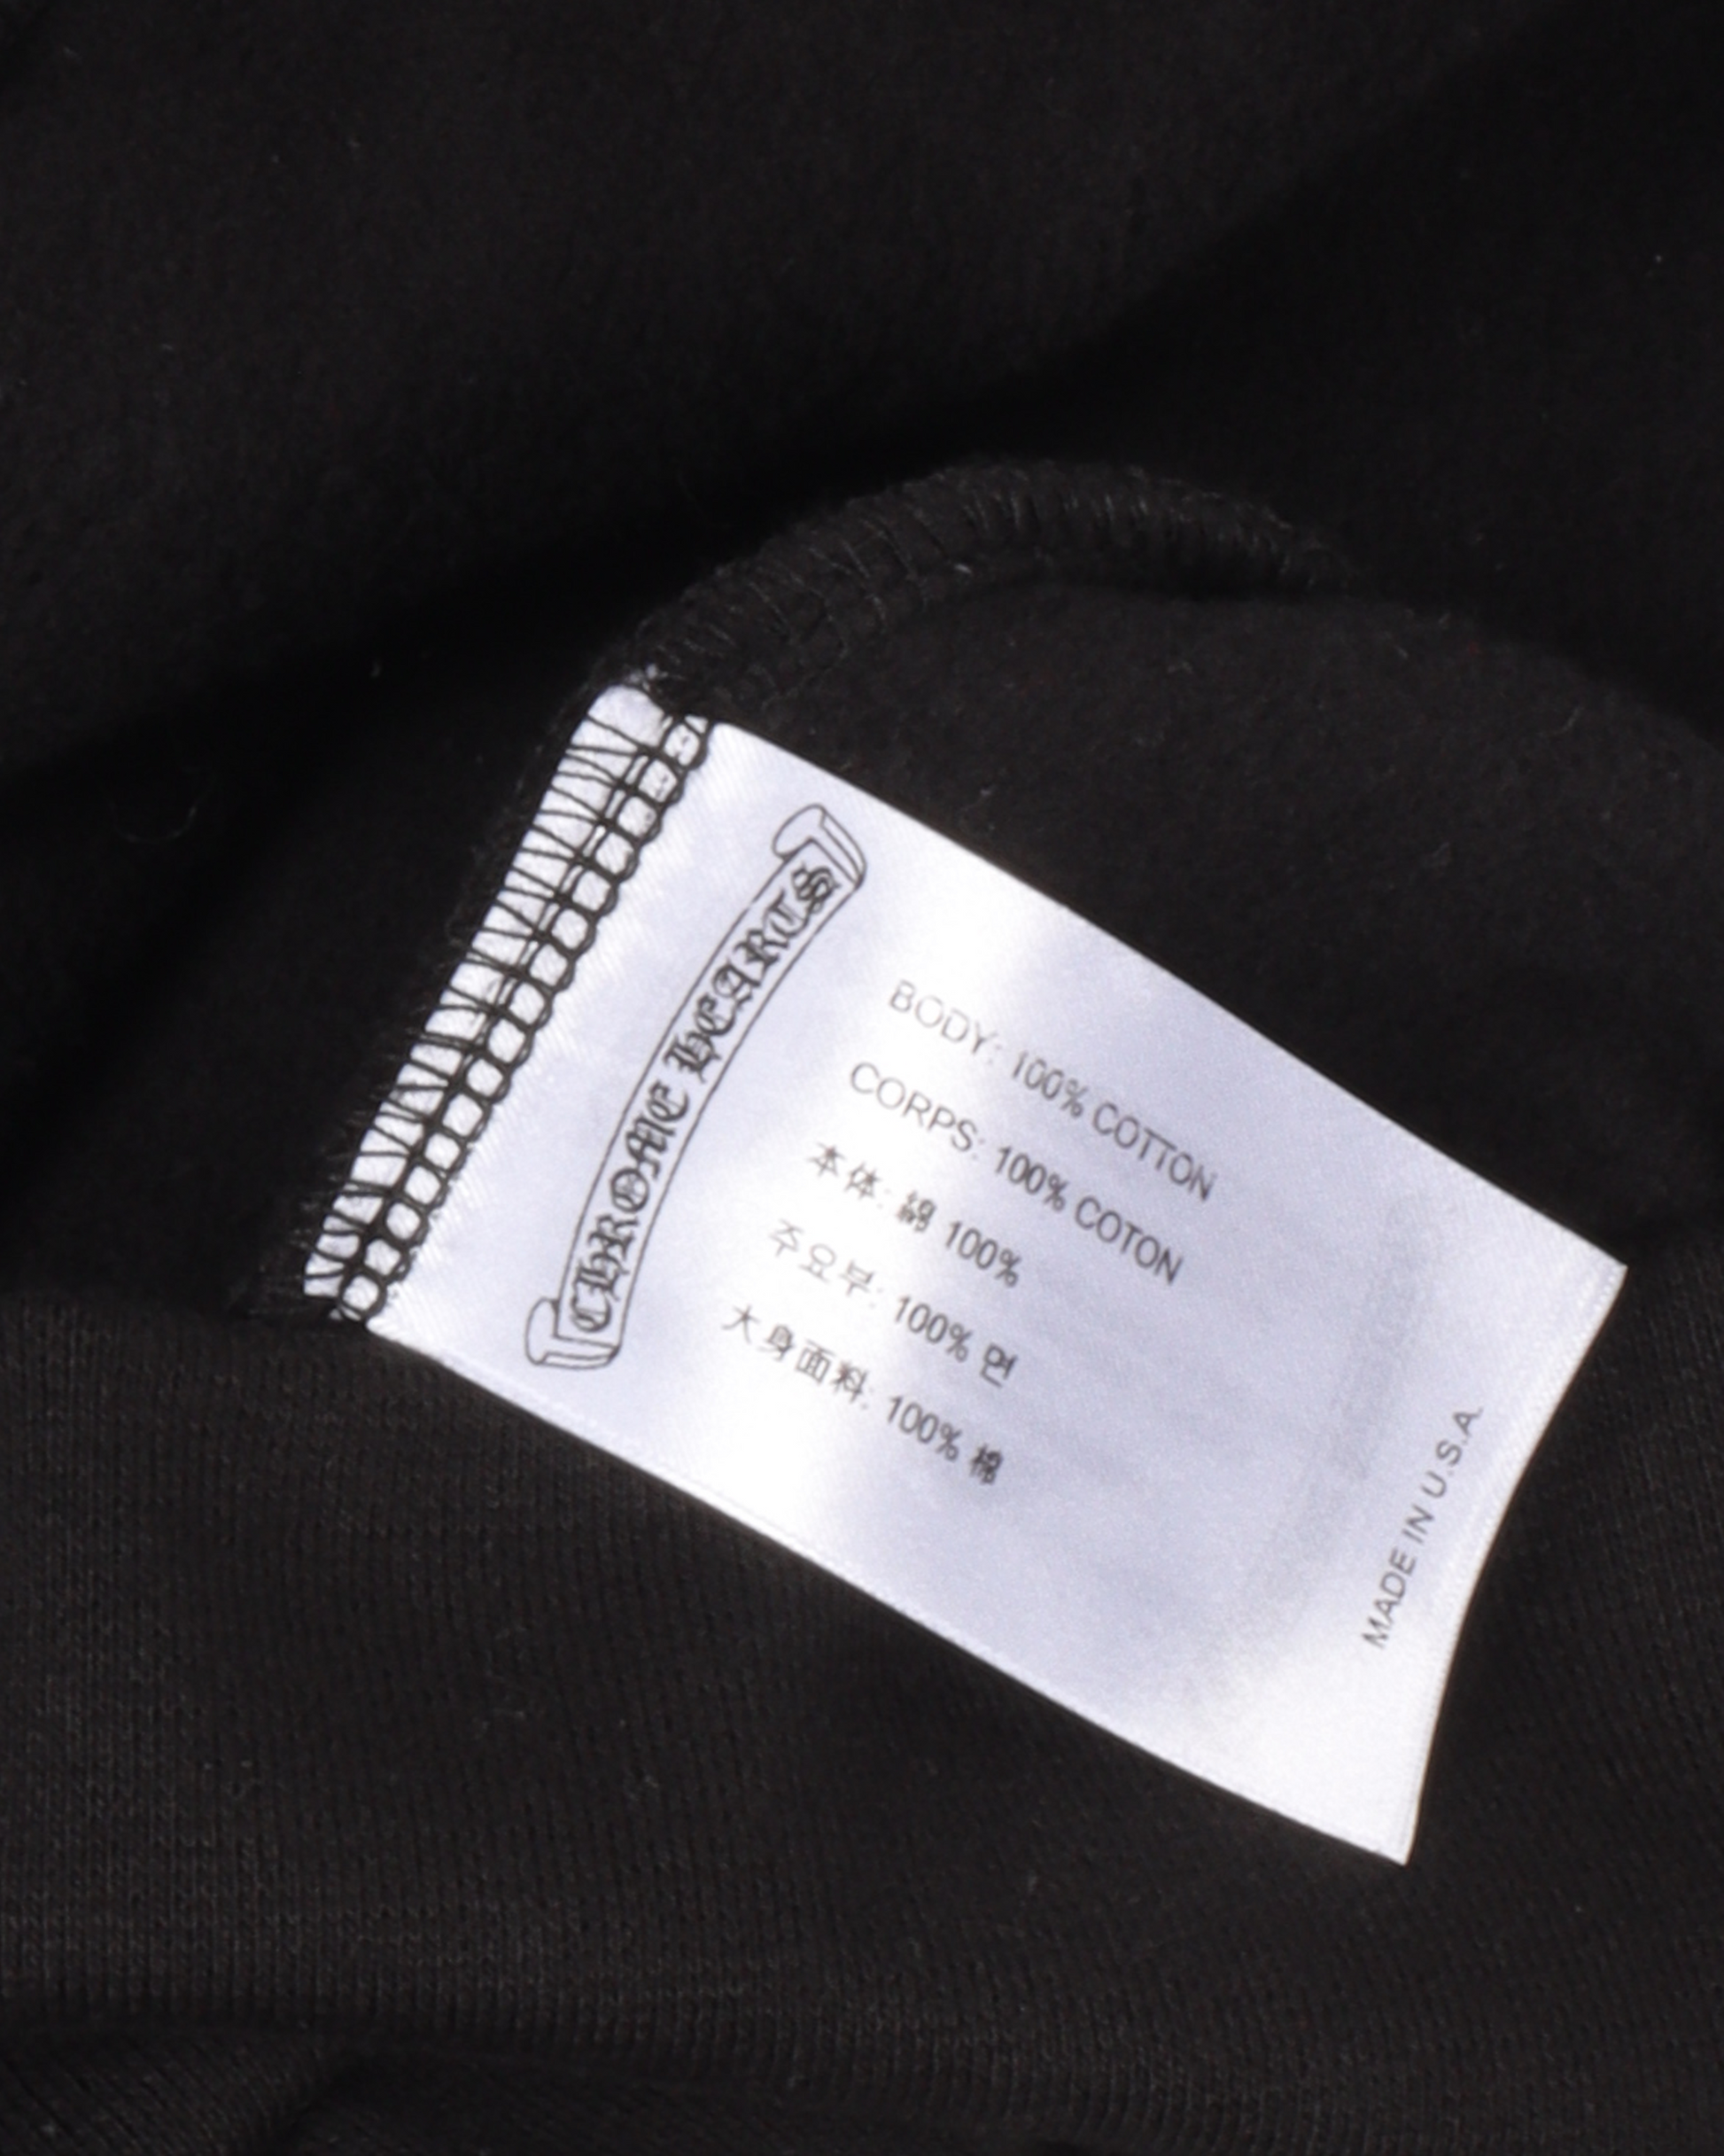 CHROME HEARTS
BODY: 100% COTTON
CORPS: 100% COTON
本体: 綿 100%
주요부: 100% 면
大身面料: 100% 棉
MADE IN U.S.A.